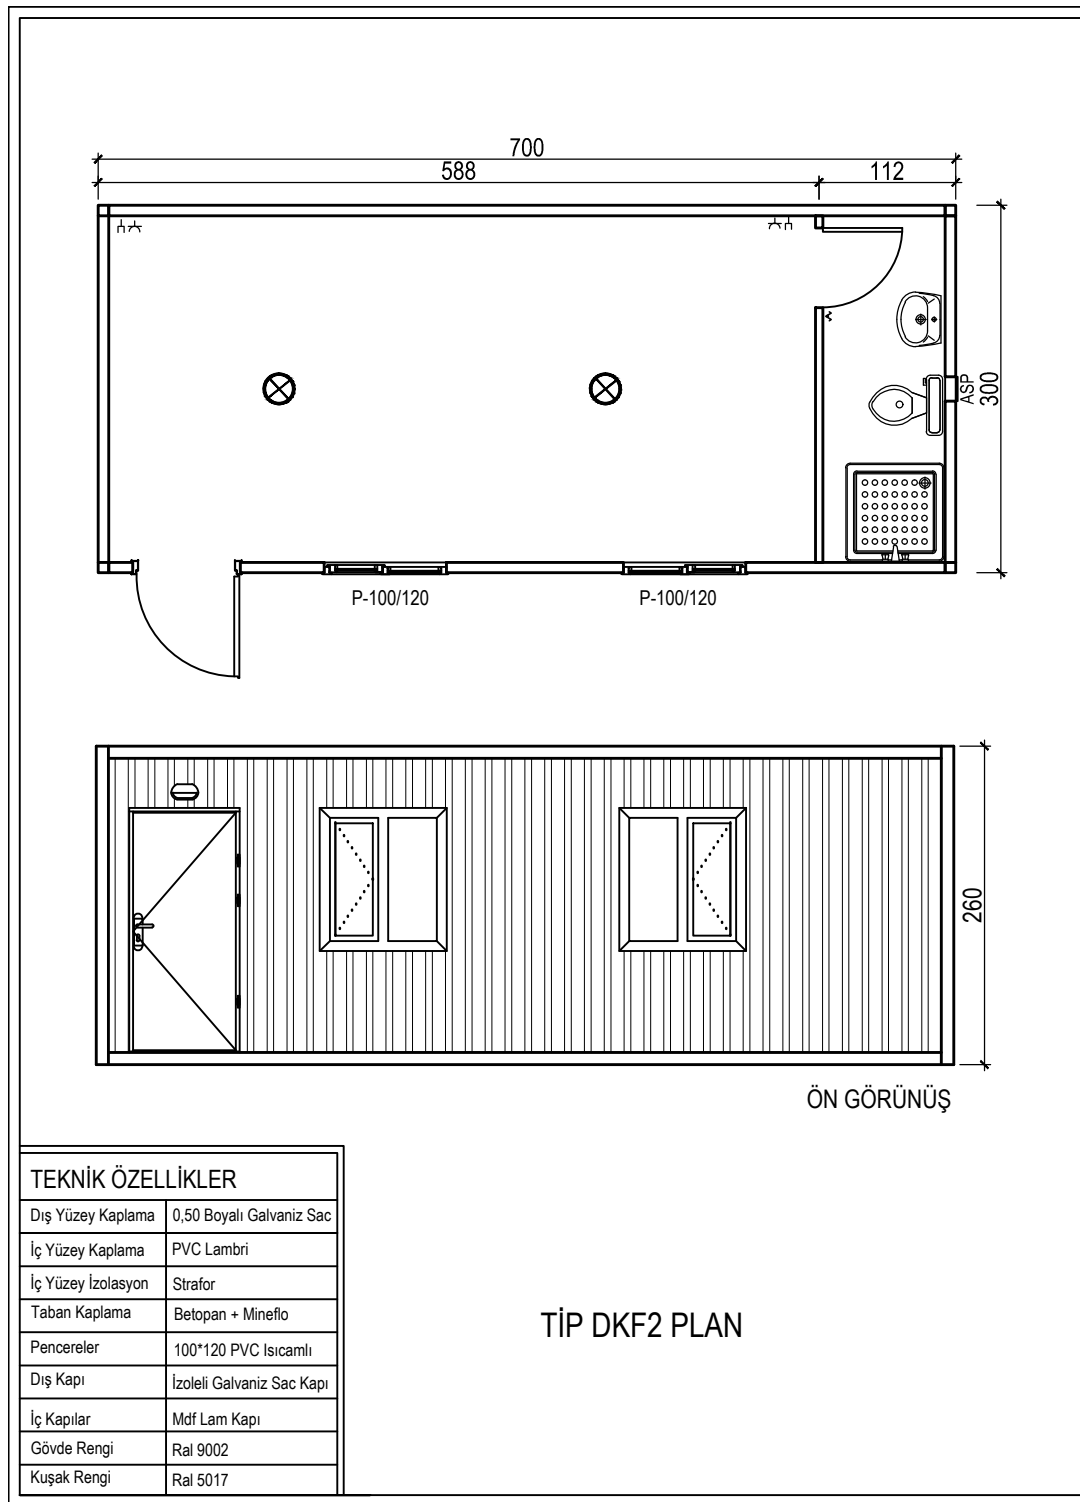 700
588
112
ASP
300
P-100/120
P-100/120
260
ÖN GÖRÜNÜŞ
TEKNİK ÖZELLİKLER
Dış Yüzey Kaplama 0,50 Boyalı Galvaniz Sac
İç Yüzey Kaplama PVC Lambri
İç Yüzey İzolasyon Strafor
Taban Kaplama Betopan + Mineflo
Pencereler 100*120 PVC Isıcamlı
Dış Kapı İzoleli Galvaniz Sac Kapı
İç Kapılar Mdf Lam Kapı
Gövde Rengi Ral 9002
Kuşak Rengi Ral 5017
TİP DKF2 PLAN